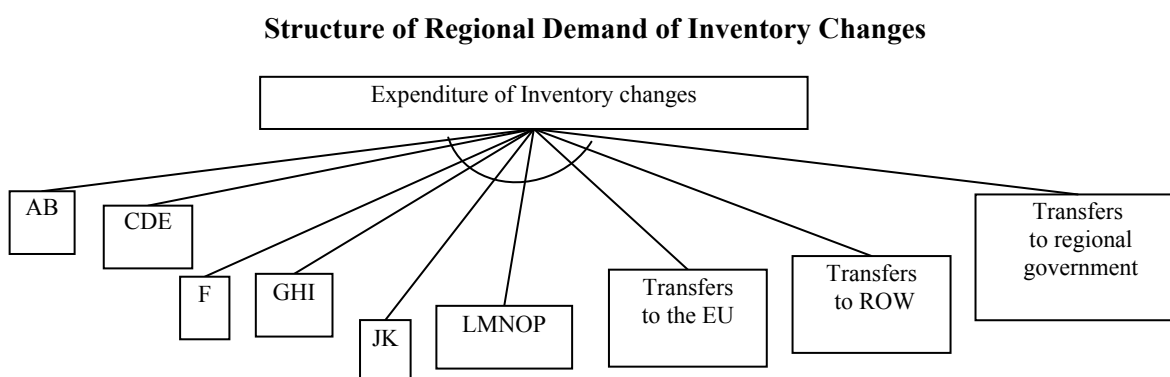 Structure of Regional Demand of Inventory Changes
Expenditure of Inventory changes
AB
CDE
F
GHI
JK
LMNOP
Transfers
to the EU
Transfers
to ROW
Transfers
to regional
government